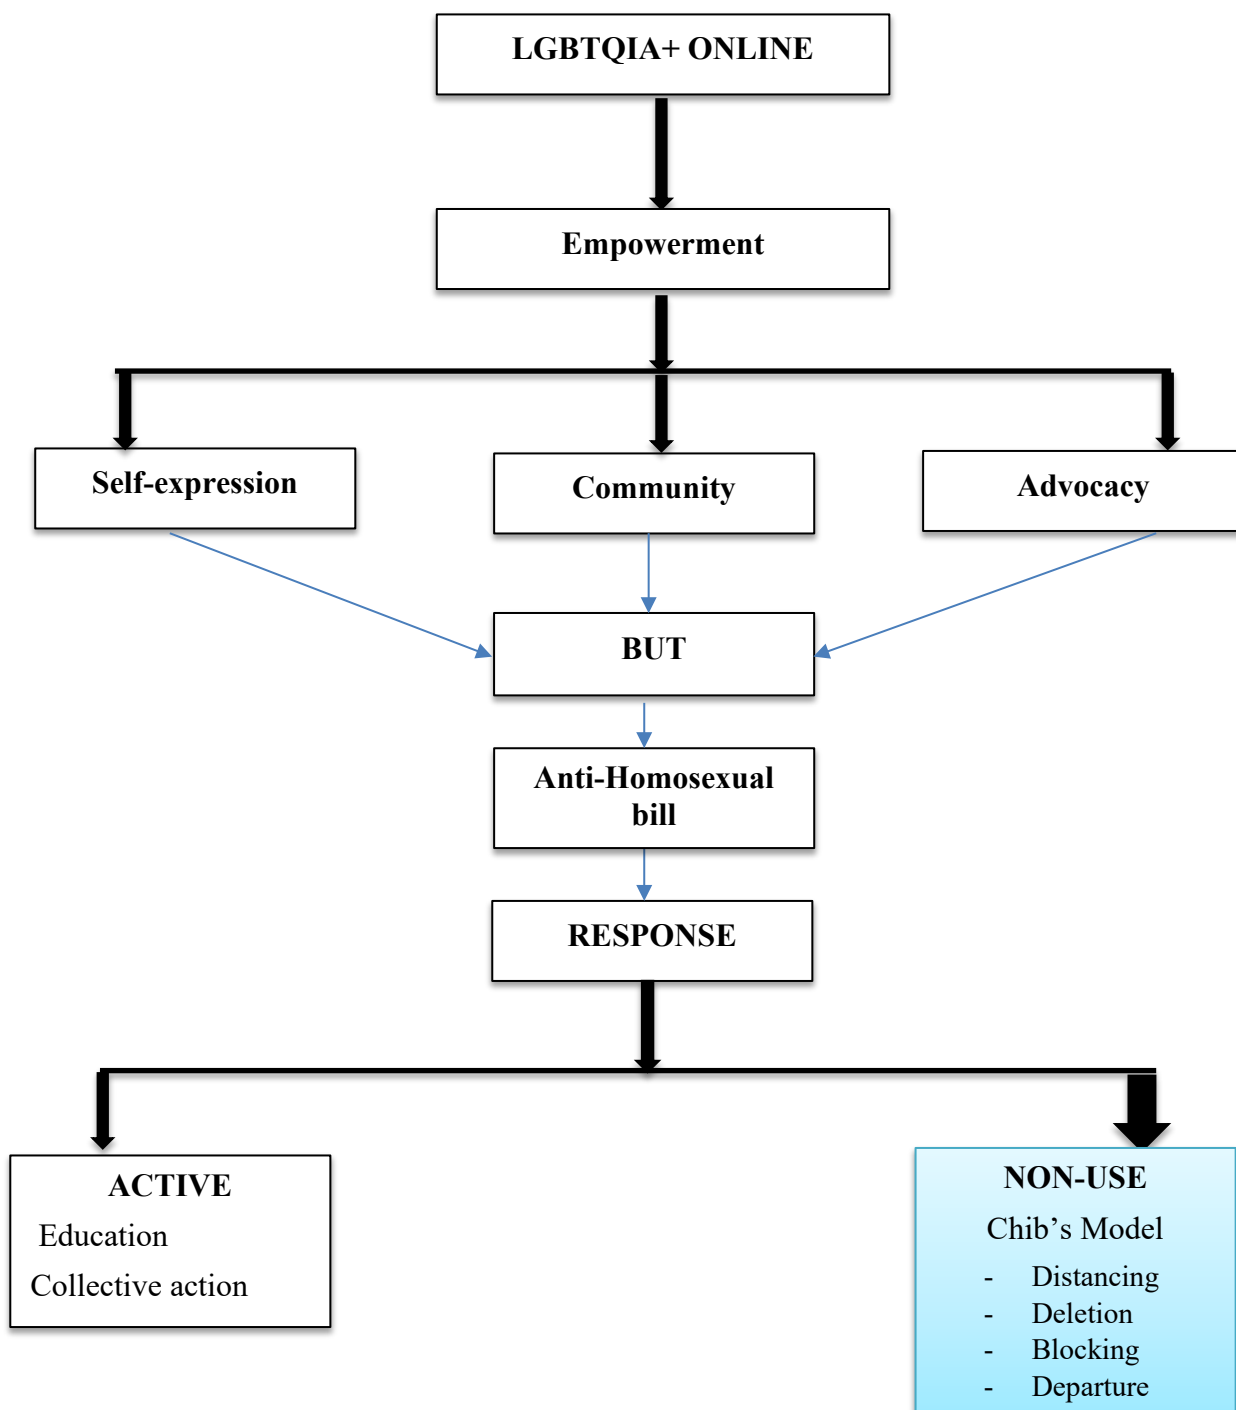 LGBTQIA+ ONLINE
Empowerment
Self-expression
Community
Advocacy
BUT
Anti-Homosexual
bill
RESPONSE
ACTIVE
Education
Collective action
NON-USE
Chib’s Model
- Distancing
- Deletion
- Blocking
- Departure